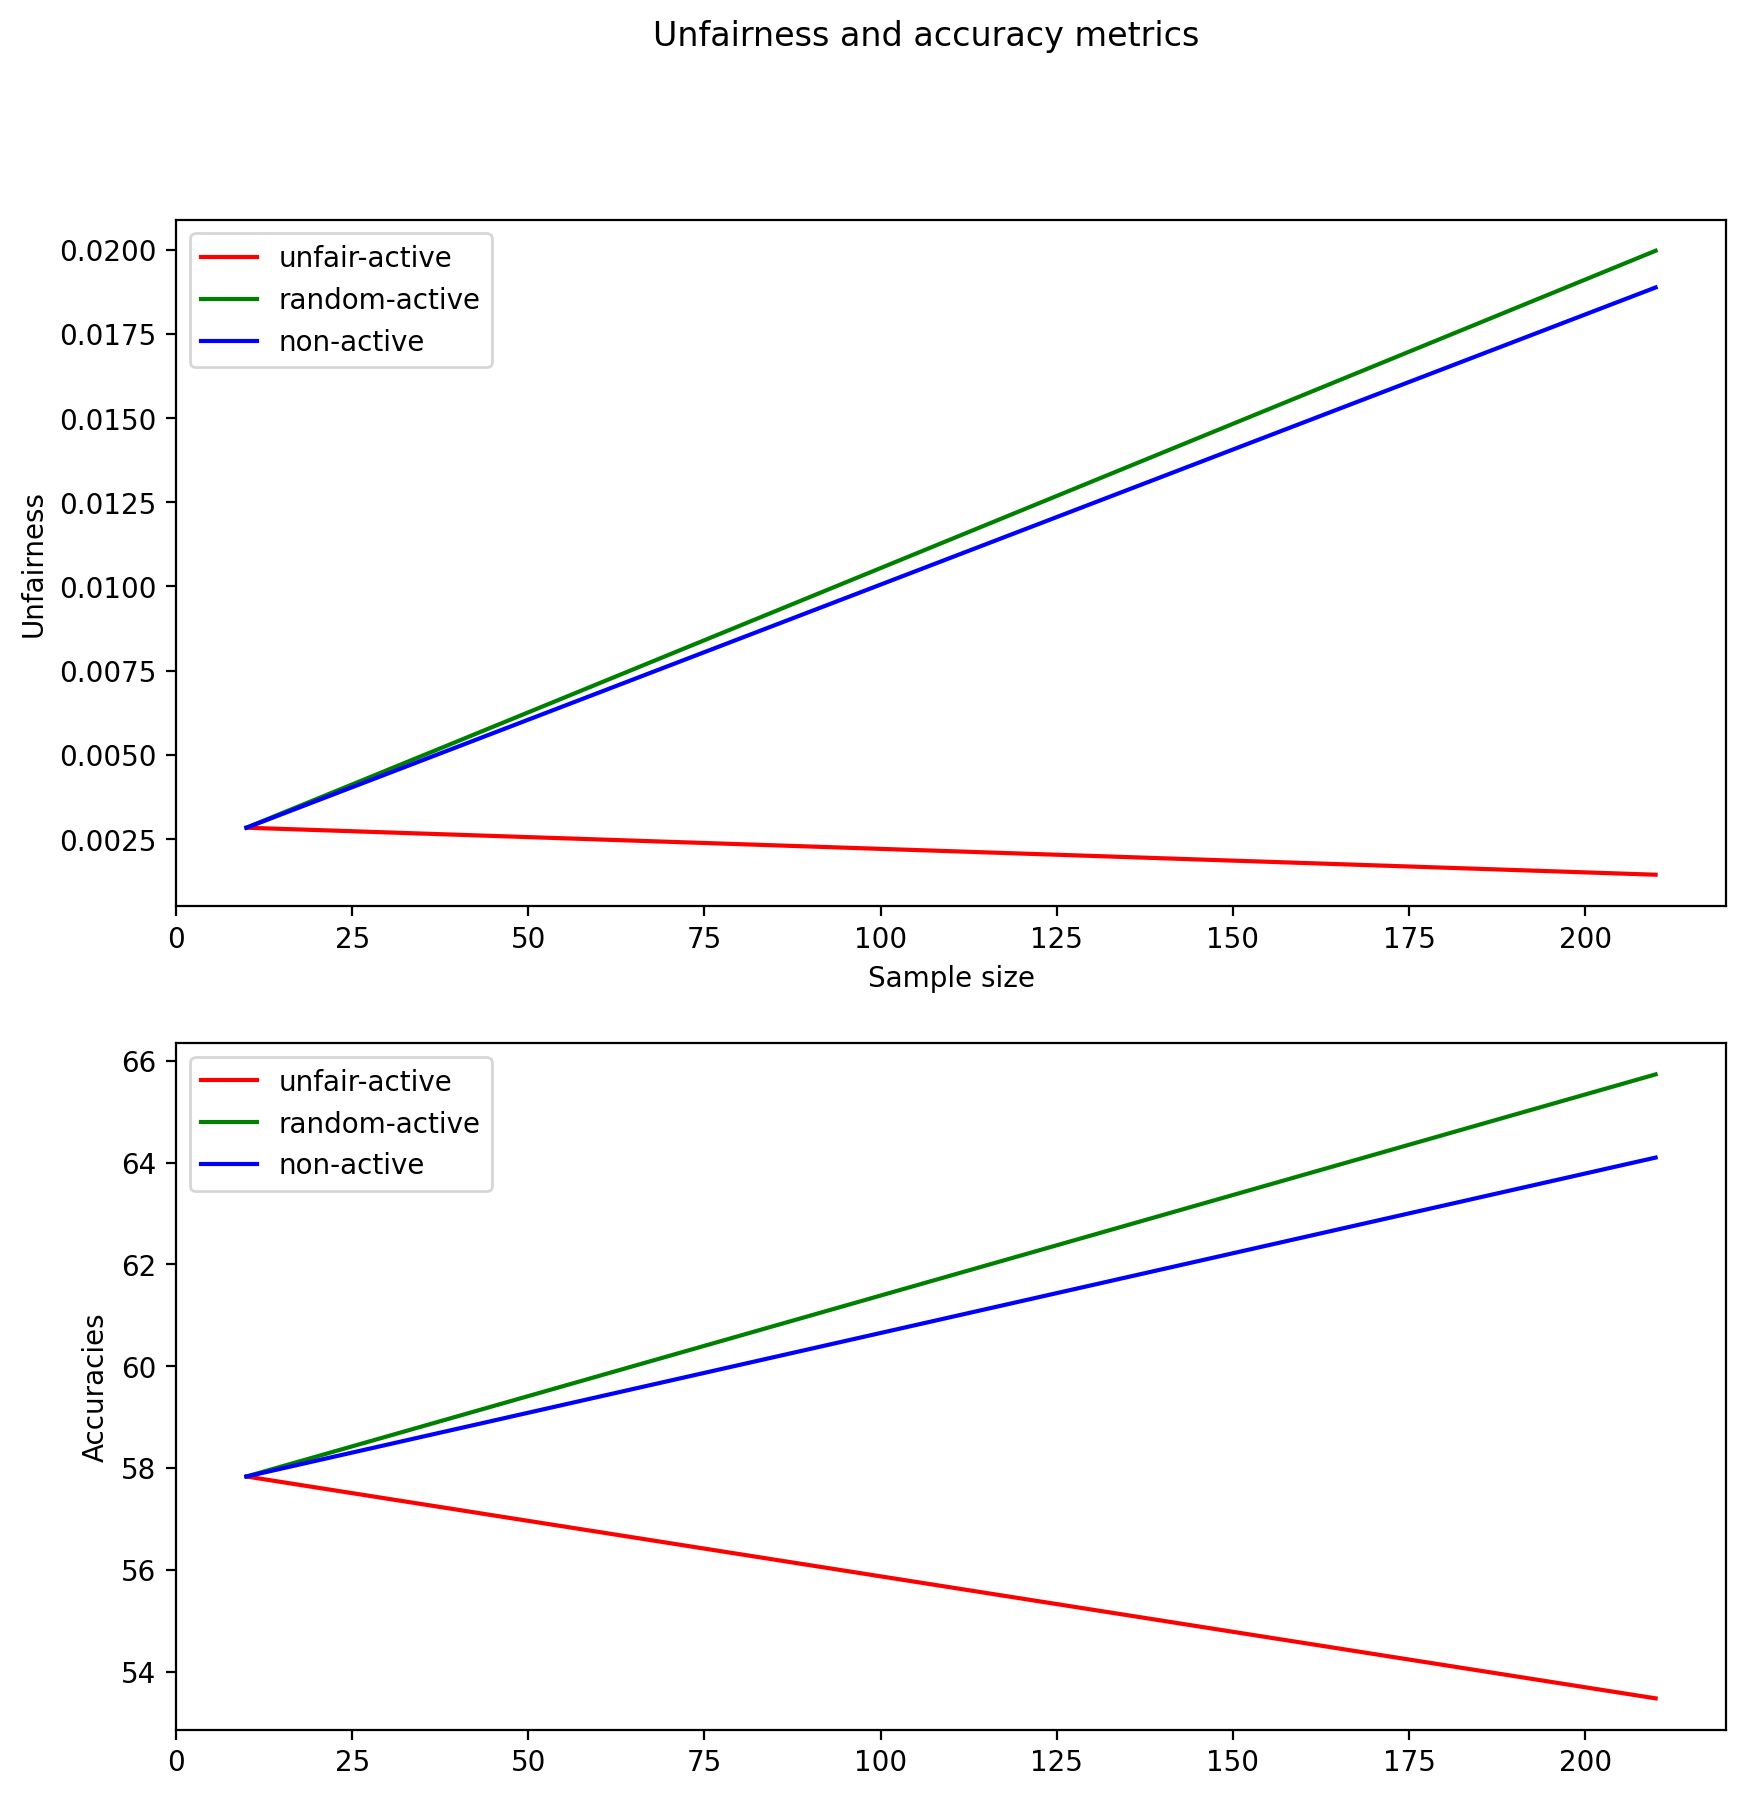 Unfairness and accuracy metrics
unfair-active
random-active
non-active
0.0200
0.0175
0.0150
0.0125
0.0100
0.0075
0.0050
0.0025
Unfairness
0 25 50 75 100 125 150 175 200
Sample size
unfair-active
random-active
non-active
66
64
62
60
58
56
54
Accuracies
0 25 50 75 100 125 150 175 200